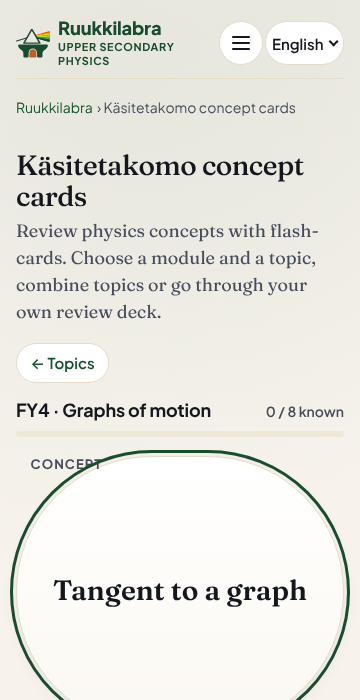 Ruukkilabra
UPPER SECONDARY
PHYSICS
English
Ruukkilabra › Käsitetakomo concept cards
Käsitetakomo concept
cards
Review physics concepts with flash-
cards. Choose a module and a topic,
combine topics or go through your
own review deck.
← Topics
FY4 · Graphs of motion
0 / 8 known
CONCEPT
Tangent to a graph